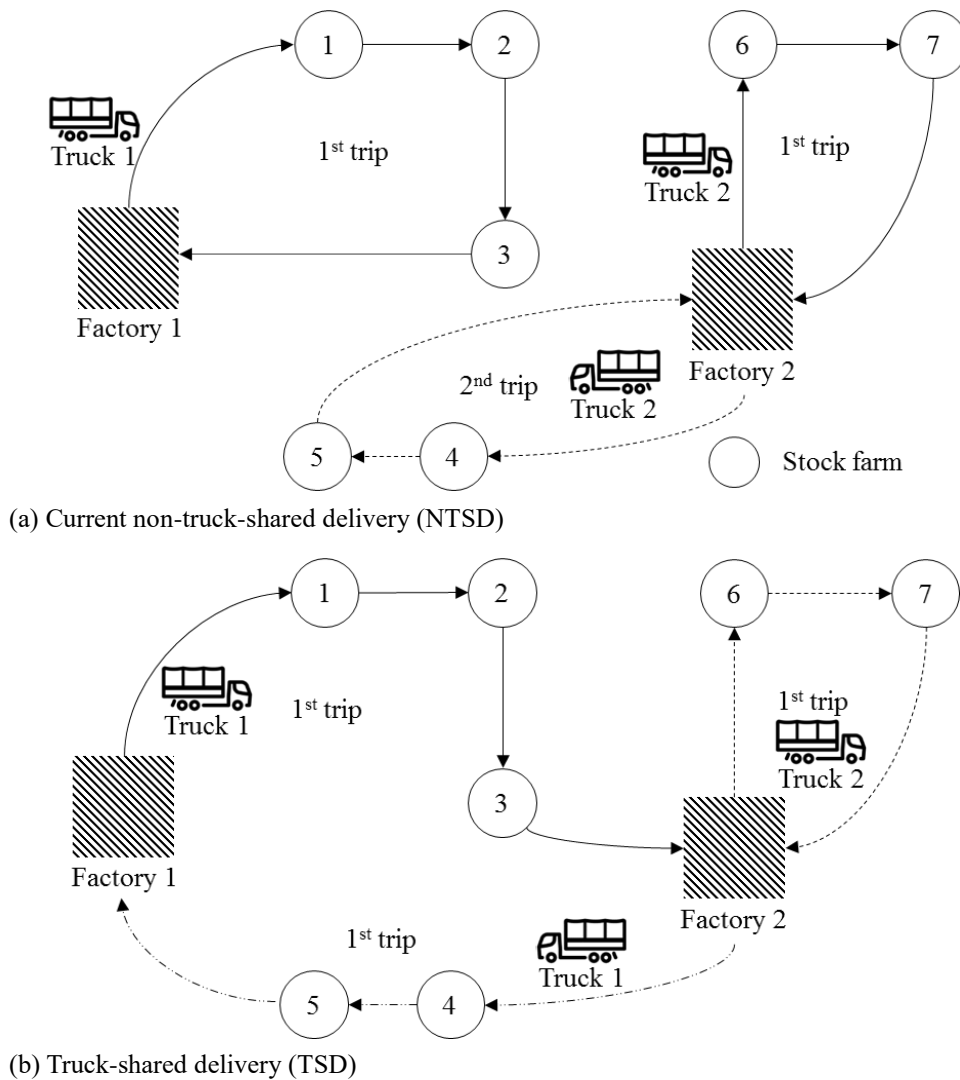 1
2
6
7
Truck 1
1st trip
Truck 2
1st trip
3
Factory 1
Factory 2
2nd trip
Truck 2
5
4
Stock farm
(a) Current non-truck-shared delivery (NTSD)
1
2
6
7
Truck 1
1st trip
1st trip
Truck 2
3
Factory 1
Factory 2
1st trip
Truck 1
5
4
(b) Truck-shared delivery (TSD)